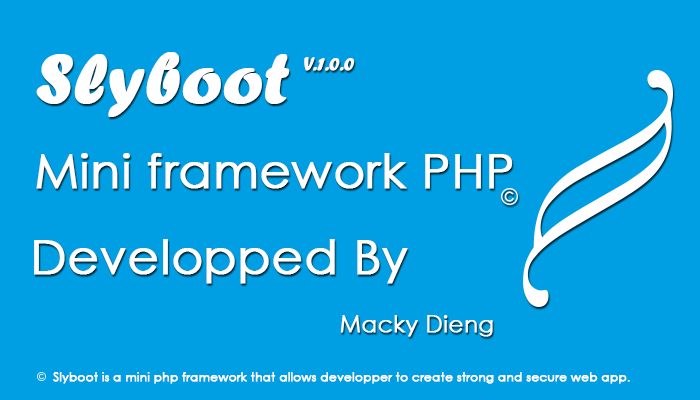 Slyboot V.1.0.0
Mini framework PHP ©
Developped By
Macky Dieng
© Slyboot is a mini php framework that allows developper to create strong and secure web app.